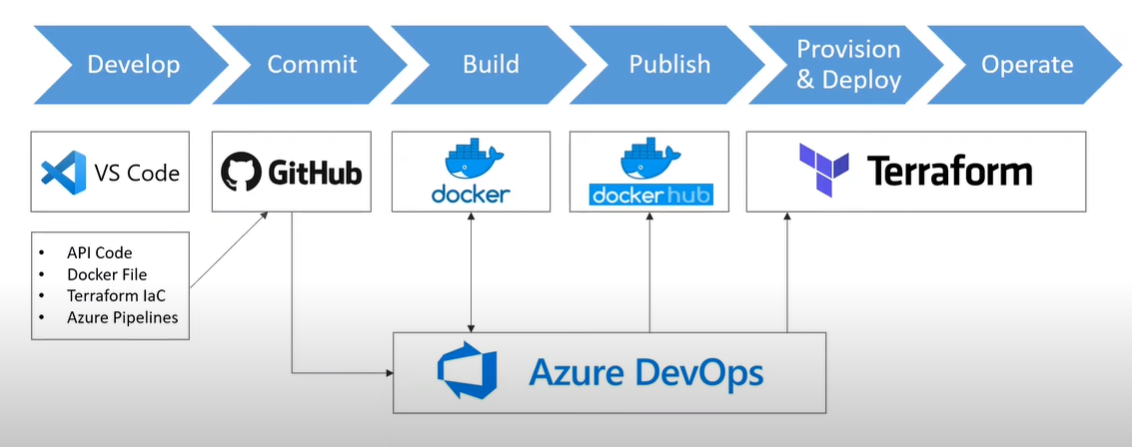 Develop
Commit
Build
Publish
Provision
& Deploy
Operate
VS Code
GitHub
docker
docker hub
Terraform
• API Code
• Docker File
• Terraform IaC
• Azure Pipelines
Azure DevOps